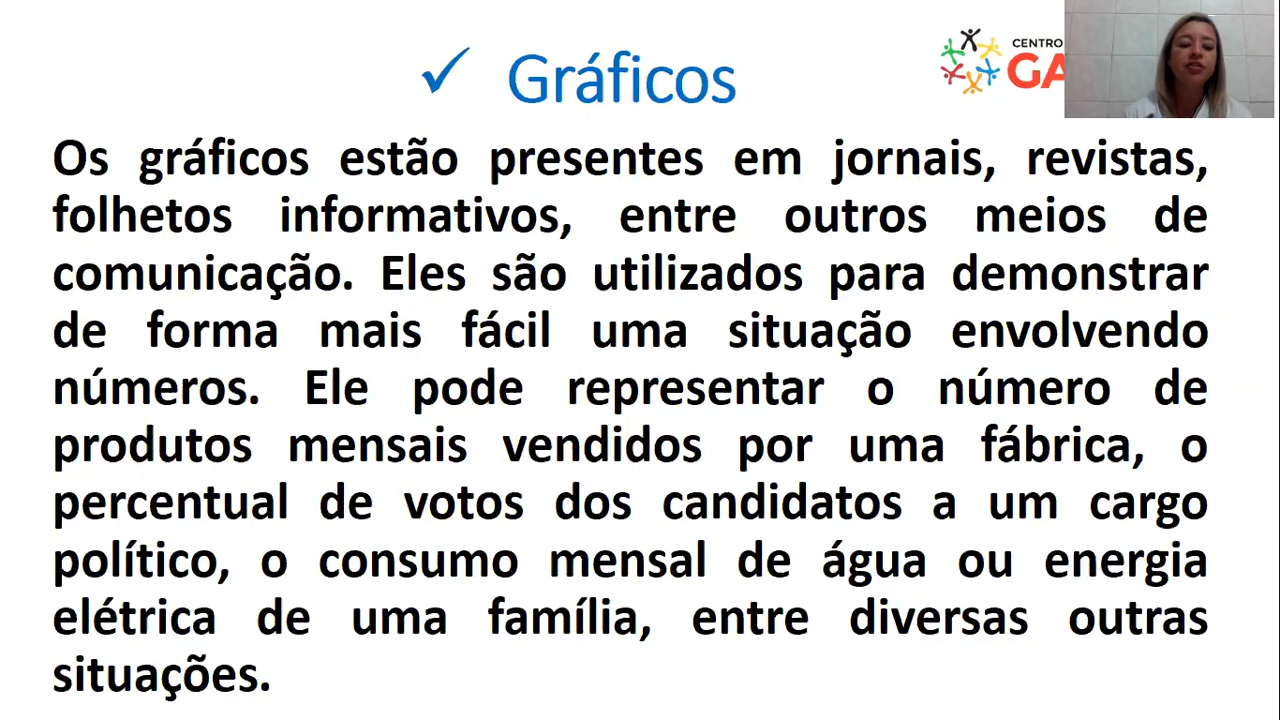 ✓ Gráficos
CENTRO
GA
Os gráficos estão presentes em jornais, revistas,
folhetos informativos, entre outros meios de
comunicação. Eles são utilizados para demonstrar
de forma mais fácil uma situação envolvendo
números. Ele pode representar o número de
produtos mensais vendidos por uma fábrica, o
percentual de votos dos candidatos a um cargo
político, o consumo mensal de água ou energia
elétrica de uma família, entre diversas outras
situações.